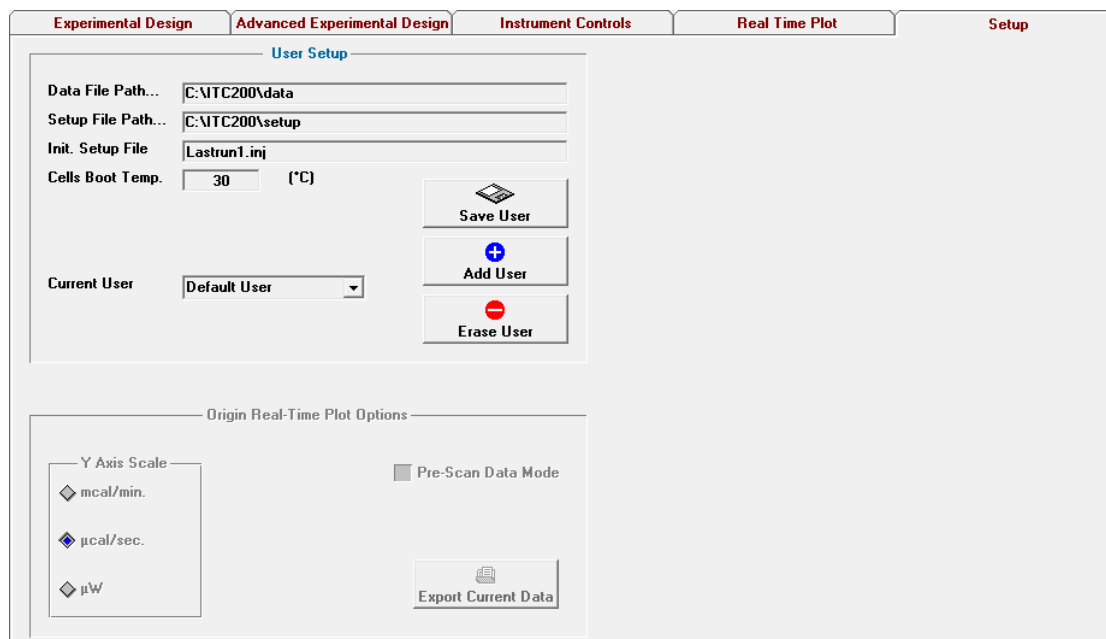 Experimental Design
Advanced Experimental Design
Instrument Controls
Real Time Plot
Setup
User Setup
Data File Path... C:\ITC200\data
Setup File Path... C:\ITC200\setup
Init. Setup File Lastrun1.inj
Cells Boot Temp. 30 (°C)
Save User
Add User
Current User Default User
Erase User
Origin Real-Time Plot Options
Y Axis Scale
Pre-Scan Data Mode
mcal/min.
µcal/sec.
µW
Export Current Data